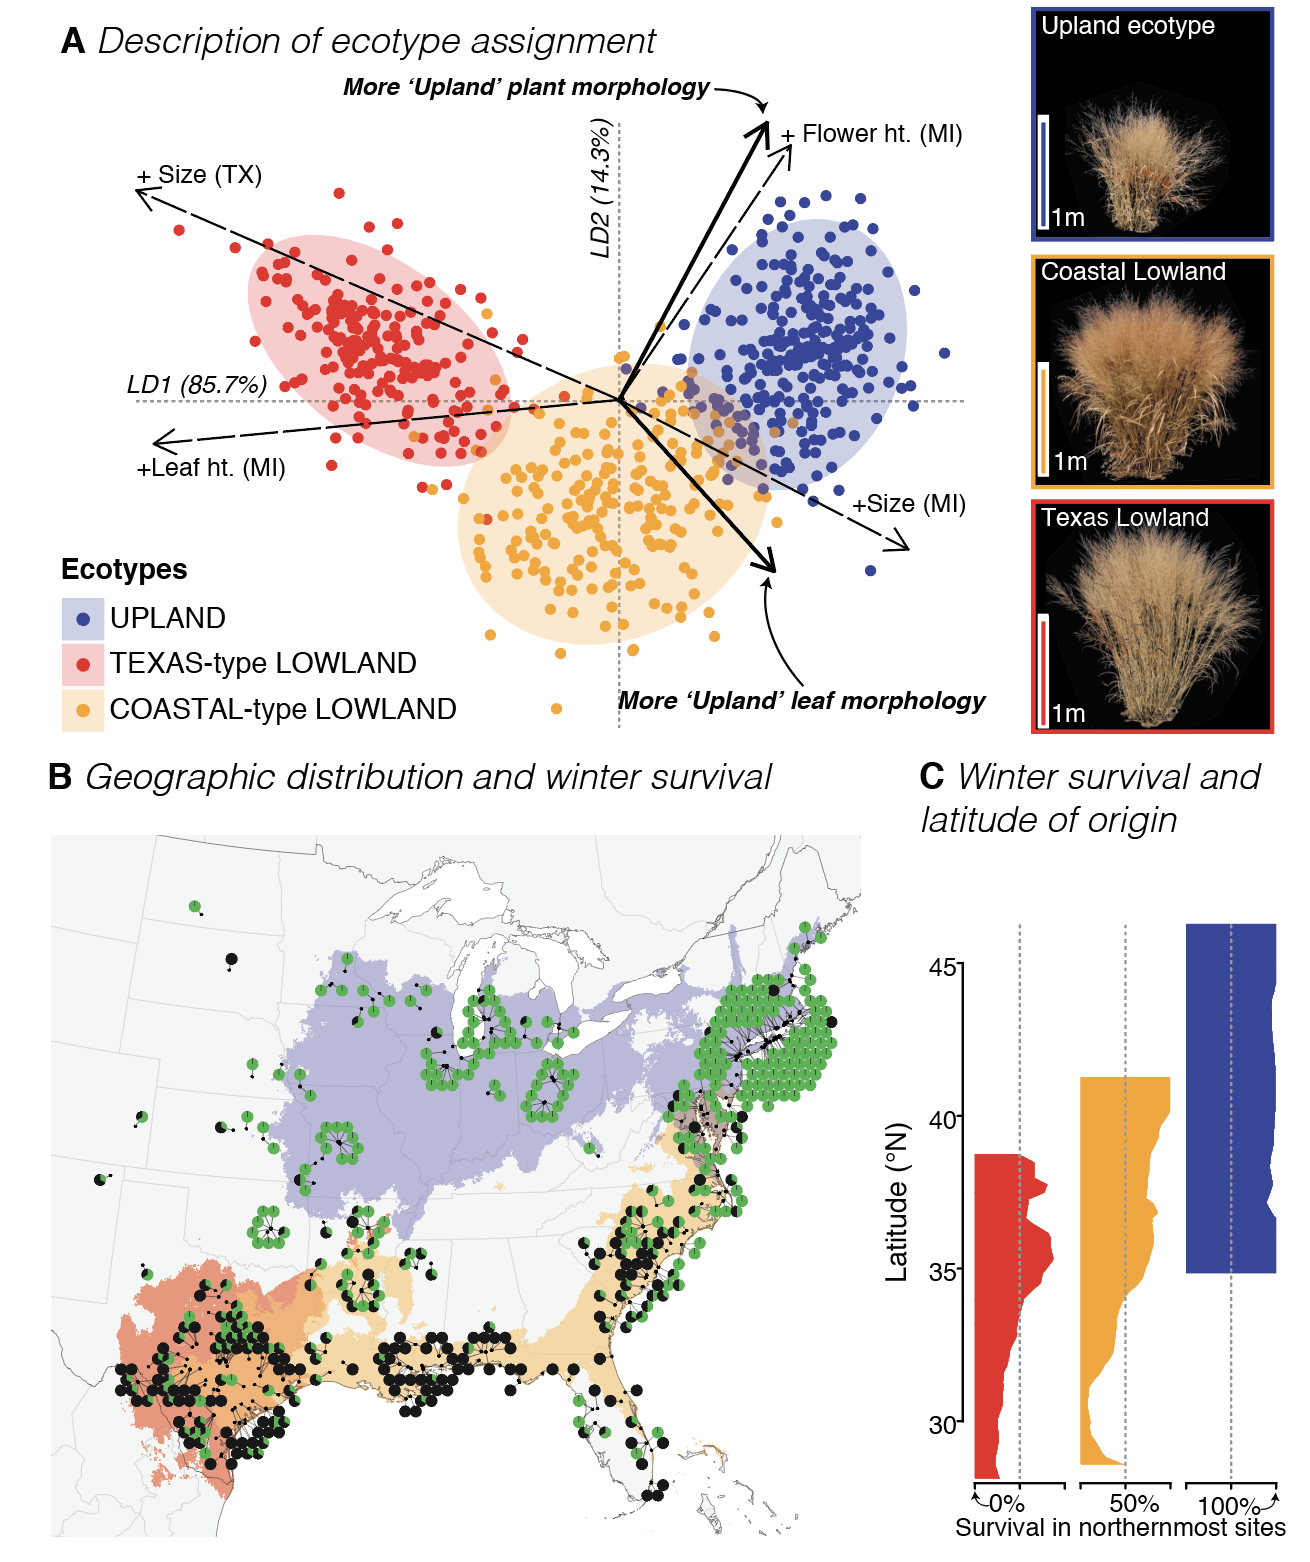 A Description of ecotype assignment
More ‘Upland’ plant morphology
+ Flower ht. (MI)
+ Size (TX)
LD2 (14.3%)
LD1 (85.7%)
+Leaf ht. (MI)
+Size (MI)
More ‘Upland’ leaf morphology
Ecotypes
UPLAND
TEXAS-type LOWLAND
COASTAL-type LOWLAND
Upland ecotype
1m
Coastal Lowland
1m
Texas Lowland
1m
B Geographic distribution and winter survival
C Winter survival and
latitude of origin
45
40
35
30
Latitude (°N)
0%
50%
100%
Survival in northernmost sites